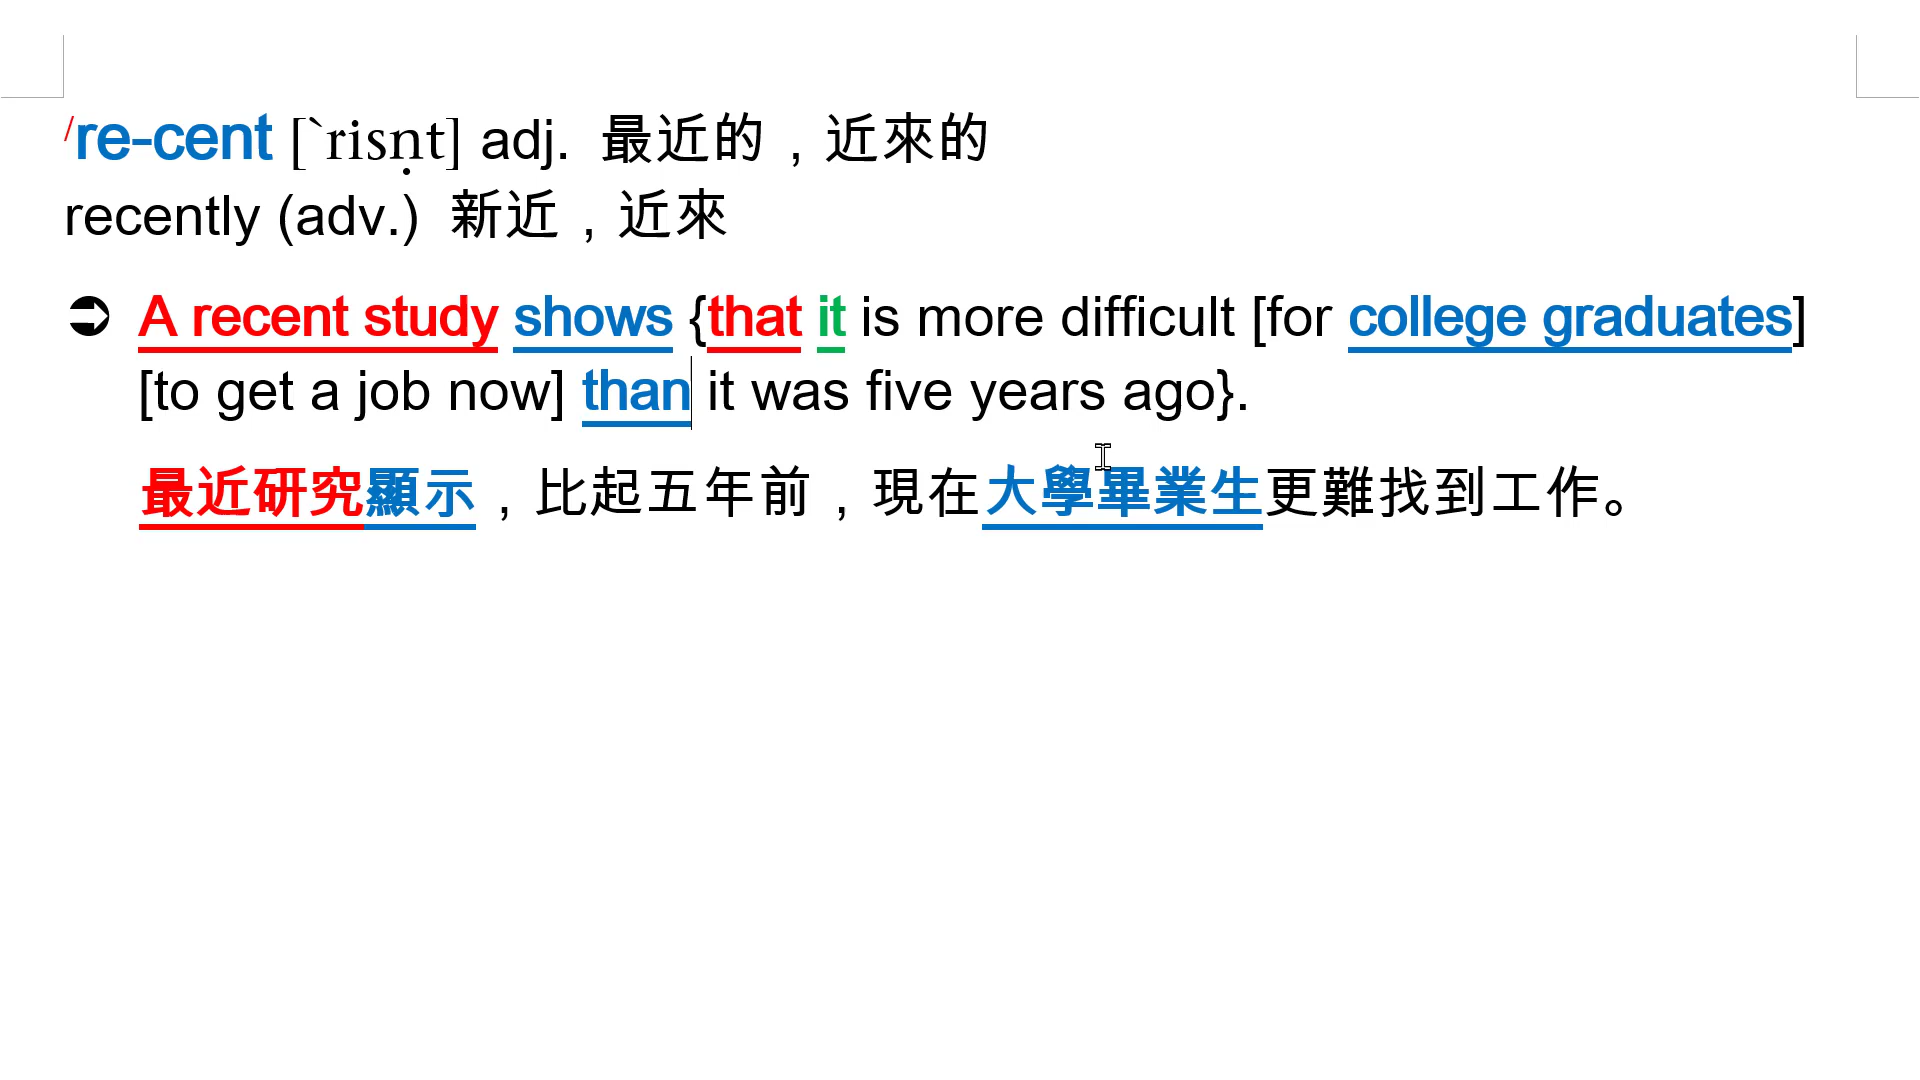 /re-cent [ˋrisṇt] adj. 最近的，近來的
recently (adv.) 新近，近來
➲ A recent study shows {that it is more difficult [for college graduates]
[to get a job now] than it was five years ago}.
最近研究顯示，比起五年前，現在大學畢業生更難找到工作。